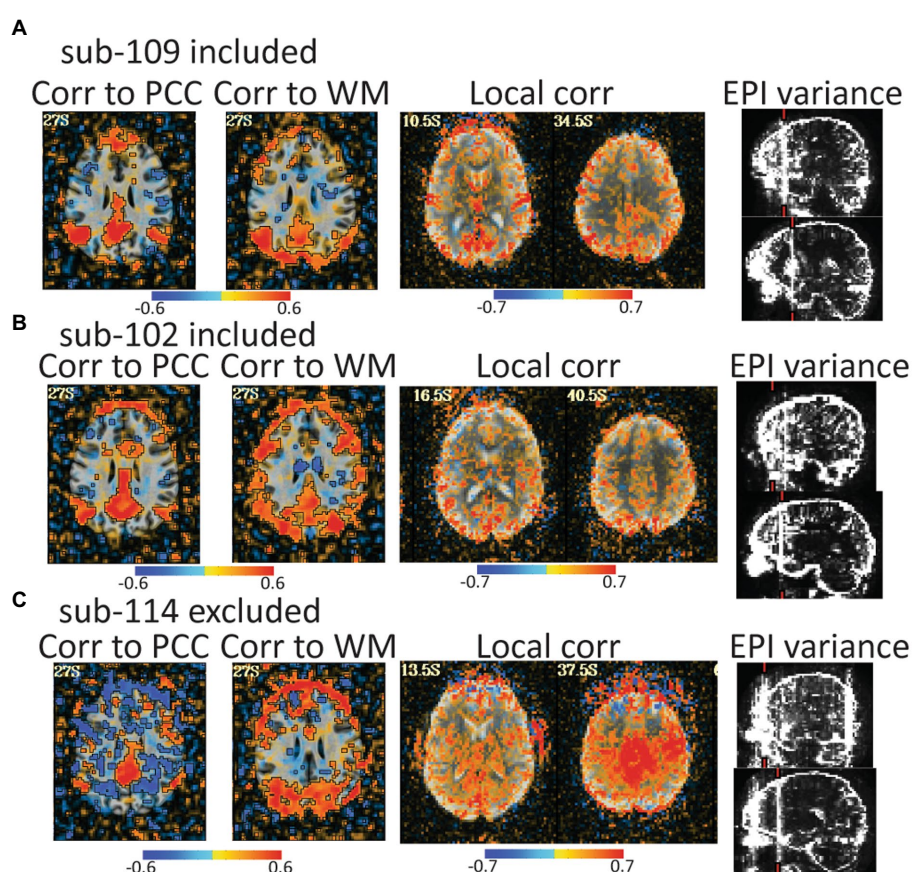 A
sub-109 included
Corr to PCC Corr to WM Local corr EPI variance
27S 27S 10.5S 34.5S
-0.6 0.6 -0.7 0.7
B
sub-102 included
Corr to PCC Corr to WM Local corr EPI variance
27S 27S 16.5S 40.5S
-0.6 0.6 -0.7 0.7
C
sub-114 excluded
Corr to PCC Corr to WM Local corr EPI variance
27S 27S 13.5S 37.5S
-0.6 0.6 -0.7 0.7